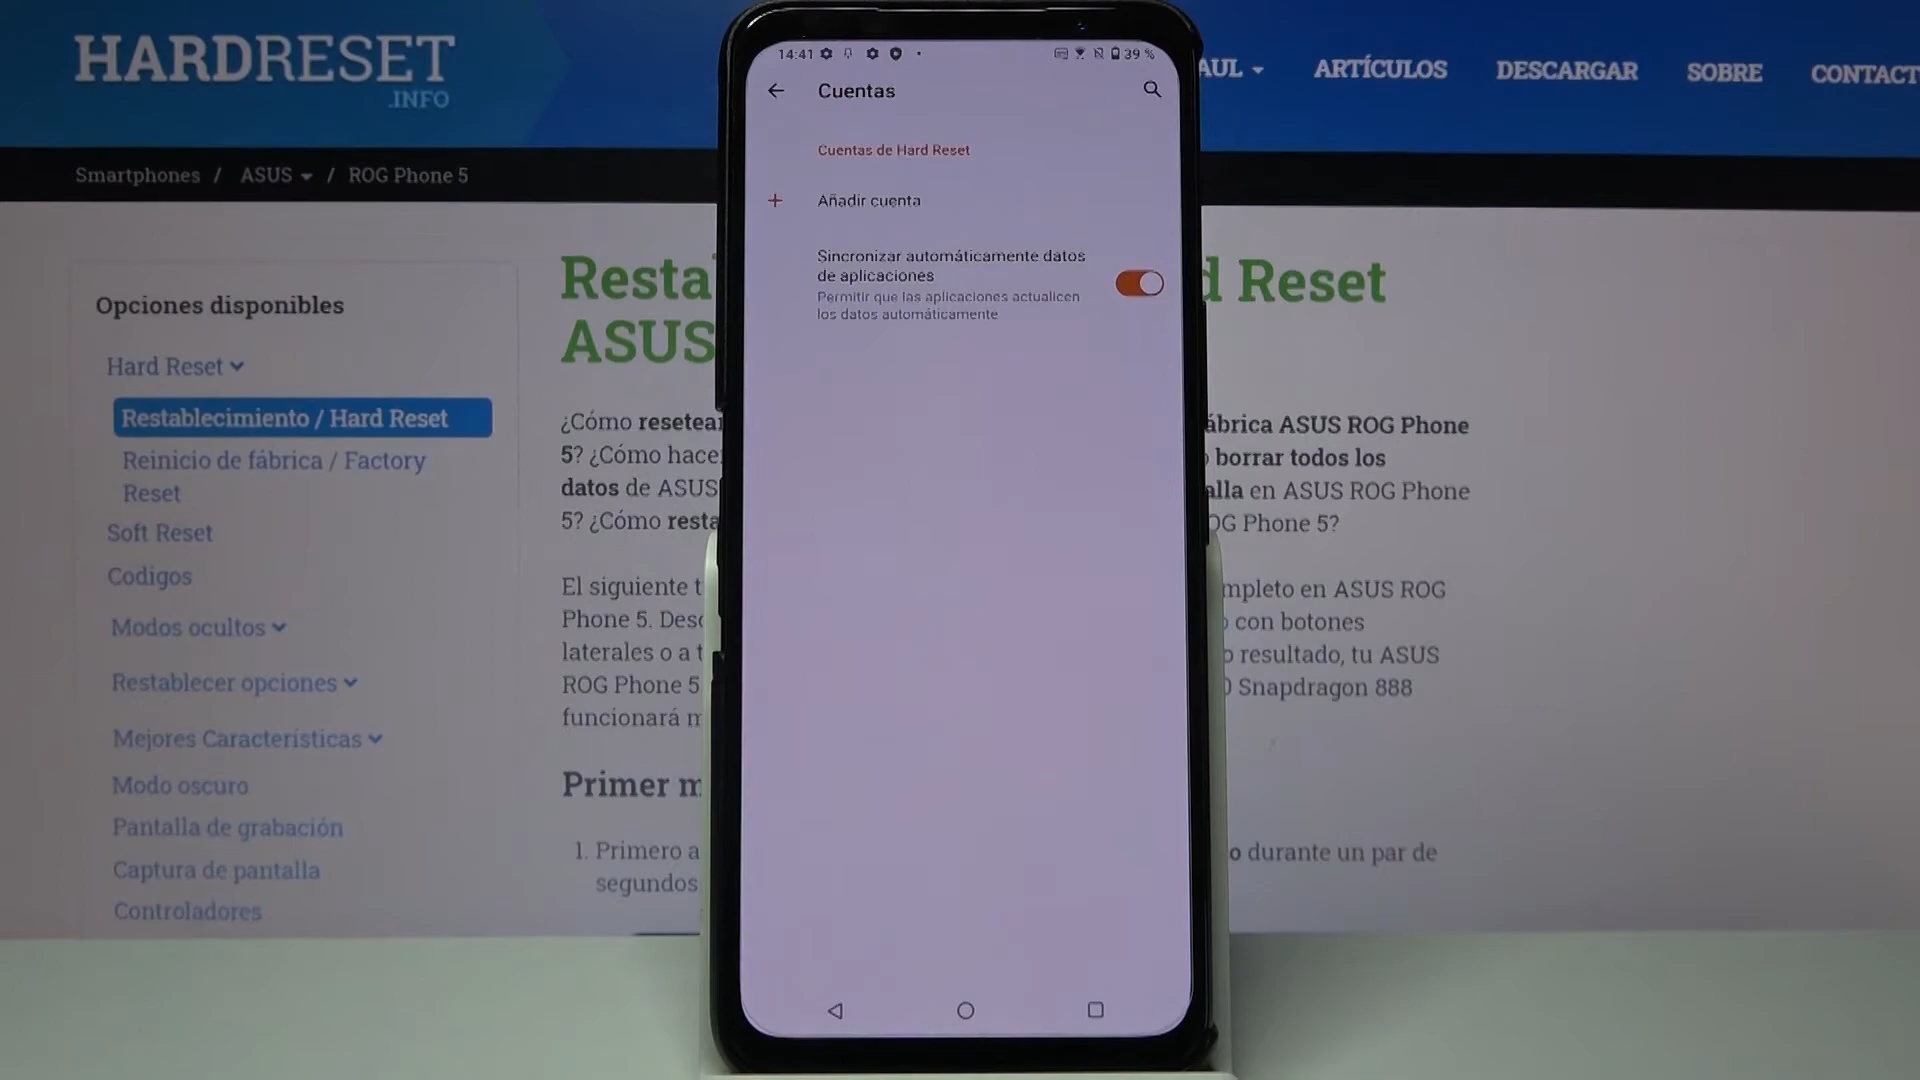 HARDRESET
.INFO
AUL
ARTÍCULOS
DESCARGAR
SOBRE
CONTACT
Smartphones / ASUS / ROG Phone 5
Opciones disponibles
Hard Reset
Restablecimiento / Hard Reset
Reinicio de fábrica / Factory
Reset
Soft Reset
Codigos
Modos ocultos
Restablecer opciones
Mejores Características
Modo oscuro
Pantalla de grabación
Captura de pantalla
Controladores
Resta
d Reset
ASUS
¿Cómo resetear
ábrica ASUS ROG Phone
5? ¿Cómo hace
borrar todos los
datos de ASUS
alla en ASUS ROG Phone
5? ¿Cómo resta
OG Phone 5?
El siguiente t
mpleto en ASUS ROG
Phone 5. Desc
con botones
laterales o a t
o resultado, tu ASUS
ROG Phone 5
0 Snapdragon 888
funcionará m
Primer m
1. Primero a
o durante un par de
segundos
14:41
39 %
Cuentas
Cuentas de Hard Reset
+ Añadir cuenta
Sincronizar automáticamente datos
de aplicaciones
Permitir que las aplicaciones actualicen
los datos automáticamente